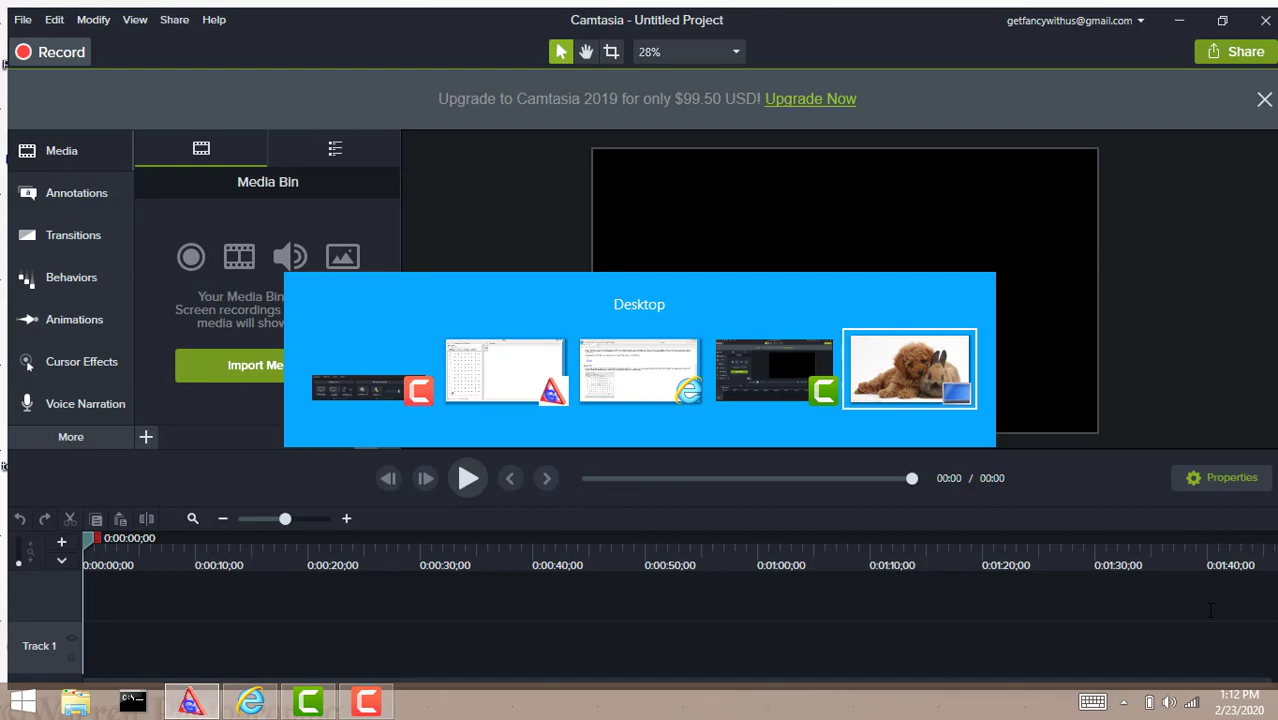 File Edit Modify View Share Help
Camtasia - Untitled Project
getfancywithus@gmail.com
Record
28%
Share
Upgrade to Camtasia 2019 for only $99.50 USD! Upgrade Now
Media
Annotations
Transitions
Behaviors
Animations
Cursor Effects
Voice Narration
More
Media Bin
Your Media Bin
Screen recordings
media will show
Import Me
Desktop
00:00 / 00:00
Properties
0:00:00;00
0:00:00;00 0:00:10;00 0:00:20;00 0:00:30;00 0:00:40;00 0:00:50;00 0:01:00;00 0:01:10;00 0:01:20;00 0:01:30;00 0:01:40;00
Track 1
1:12 PM
2/23/2020